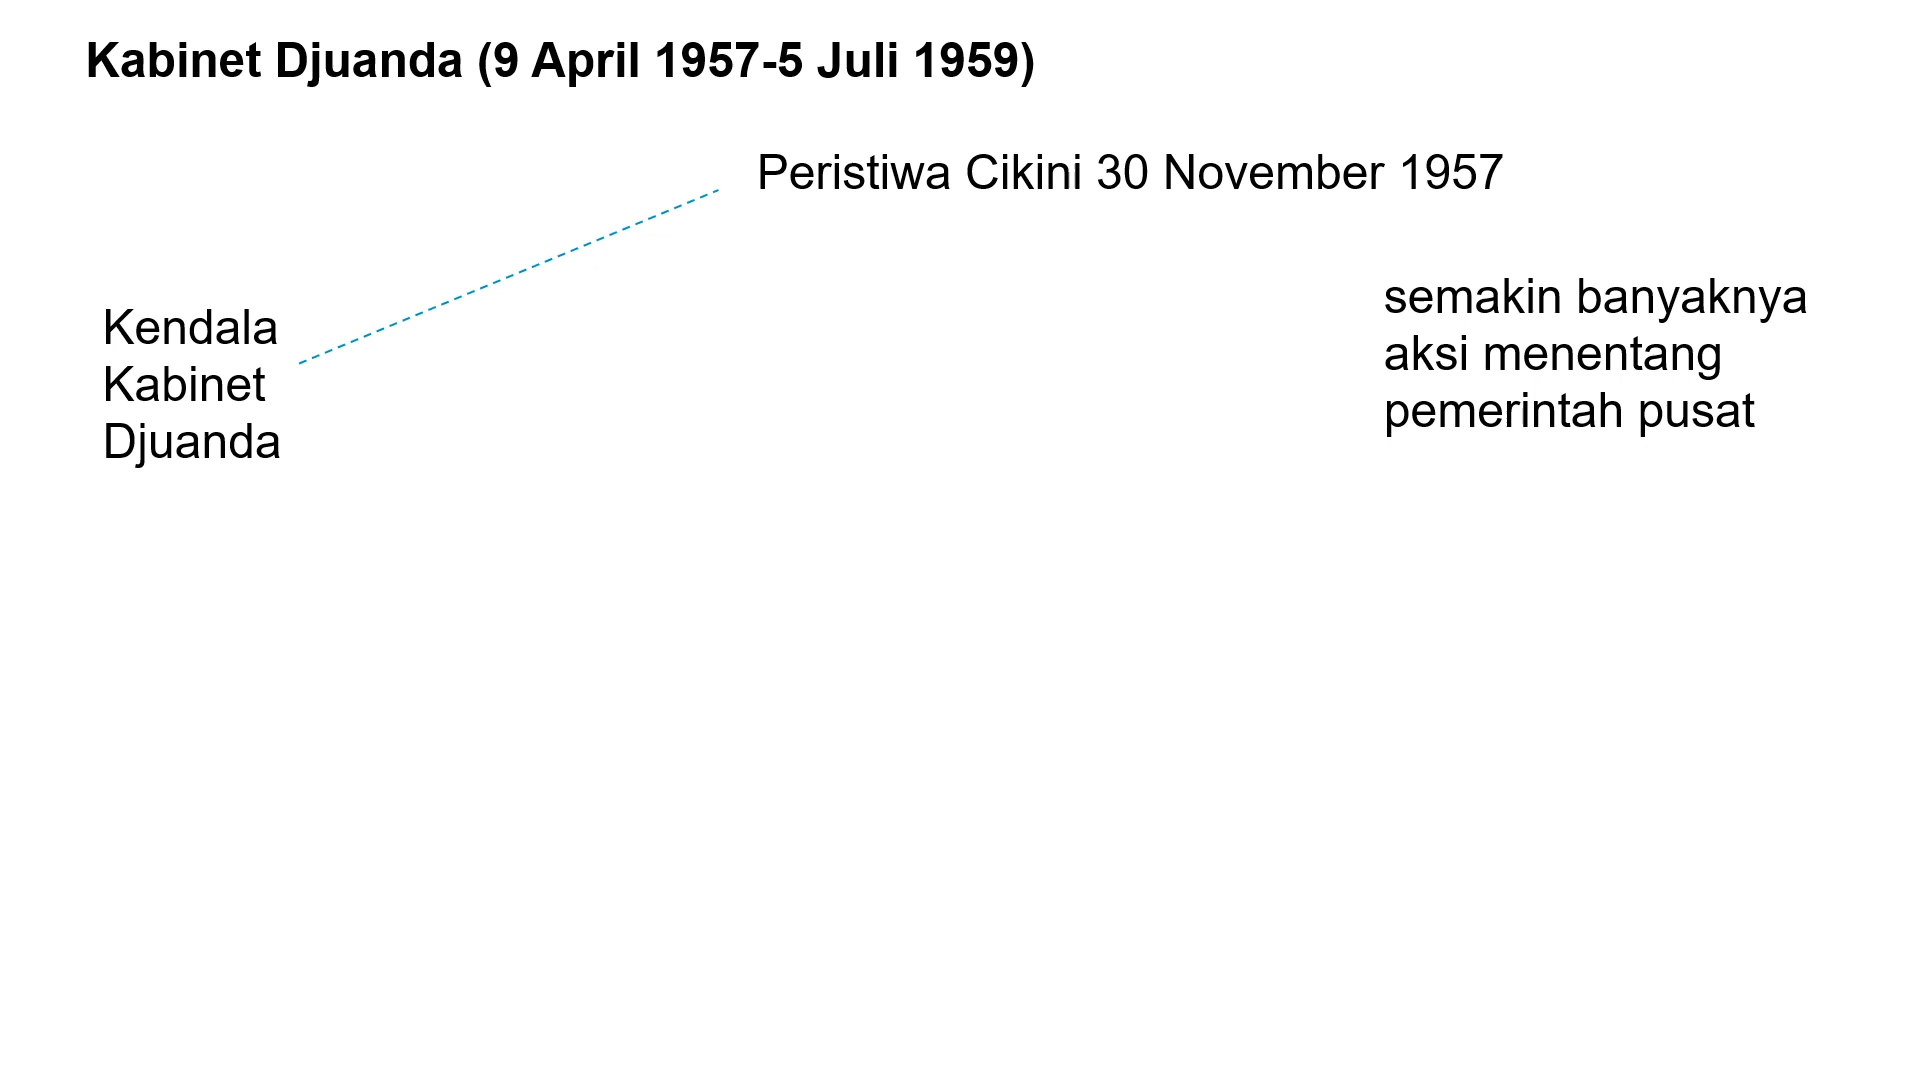 Kabinet Djuanda (9 April 1957-5 Juli 1959)
Peristiwa Cikini 30 November 1957
Kendala
Kabinet
Djuanda
semakin banyaknya
aksi menentang
pemerintah pusat